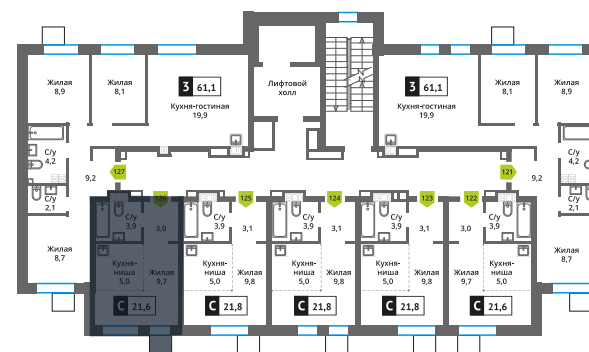 Жилая
8,9
Жилая
8,1
3 61,1
Кухня-гостиная
19,9
Лифтовой
холл
3 61,1
Кухня-гостиная
19,9
Жилая
8,1
Жилая
8,9
С/у
4,2
9,2
127
121
9,2
С/у
4,2
С/у
2,1
126
125
124
123
122
С/у
2,1
С/у
3,9
3,0
С/у
3,9
3,1
С/у
3,9
3,1
С/у
3,9
3,1
3,0
С/у
3,9
Жилая
8,7
Жилая
8,7
Кухня-
ниша
5,0
Жилая
9,7
Кухня-
ниша
5,0
Жилая
9,8
Кухня-
ниша
5,0
Жилая
9,8
Кухня-
ниша
5,0
Жилая
9,8
Жилая
9,7
Кухня-
ниша
5,0
С 21,6
С 21,8
С 21,8
С 21,8
С 21,6